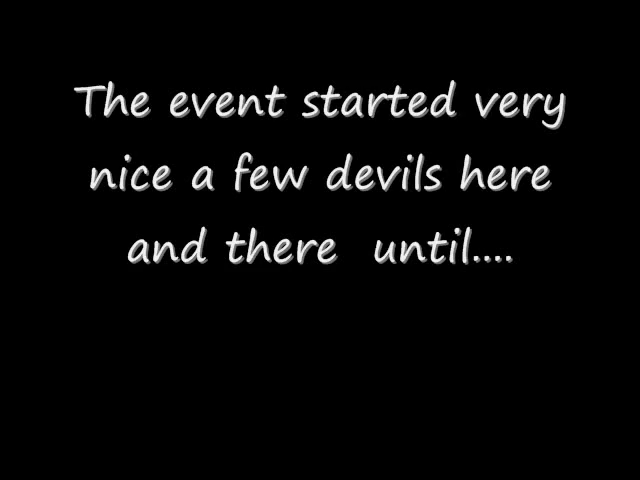 The event started very
nice a few devils here
and there  until....